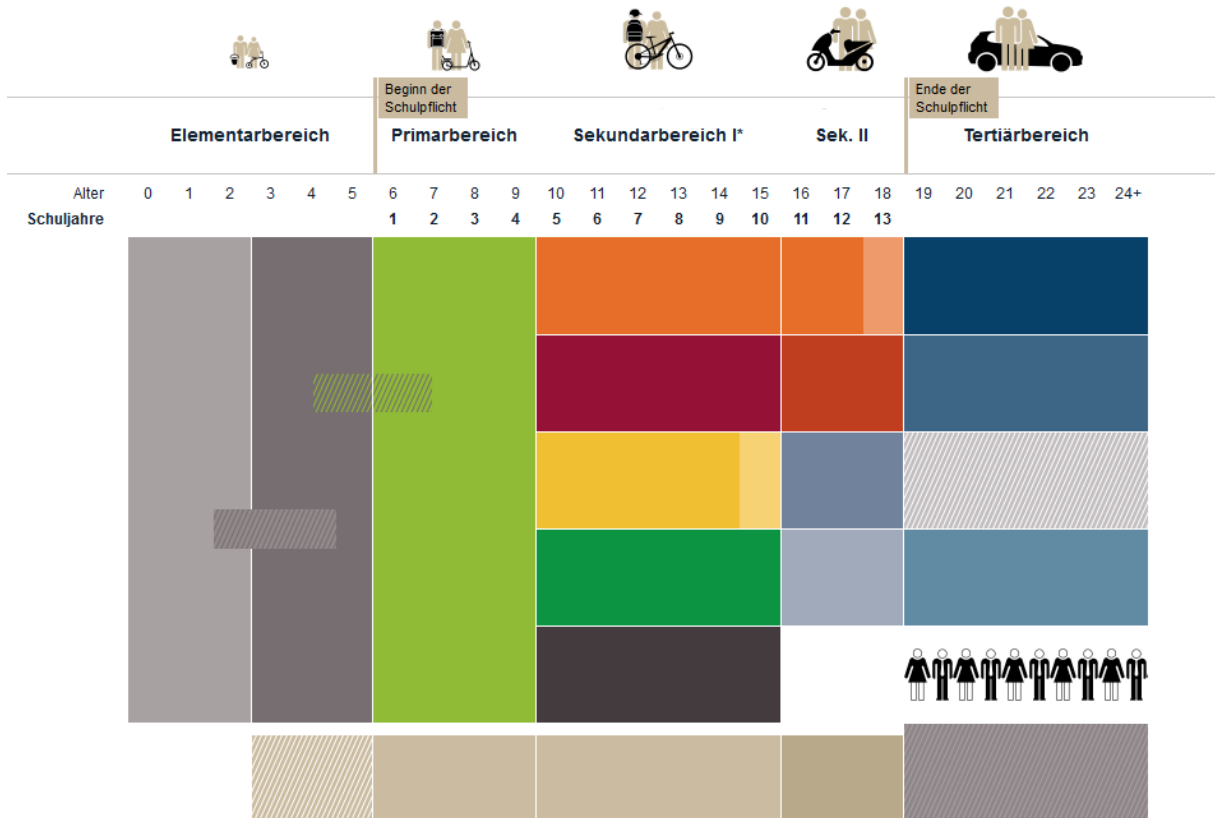 Beginn der
Schulpflicht
Ende der
Schulpflicht
Elementarbereich Primarbereich Sekundarbereich I* Sek. II Tertiärbereich
Alter 0 1 2 3 4 5 6 7 8 9 10 11 12 13 14 15 16 17 18 19 20 21 22 23 24+
Schuljahre 1 2 3 4 5 6 7 8 9 10 11 12 13